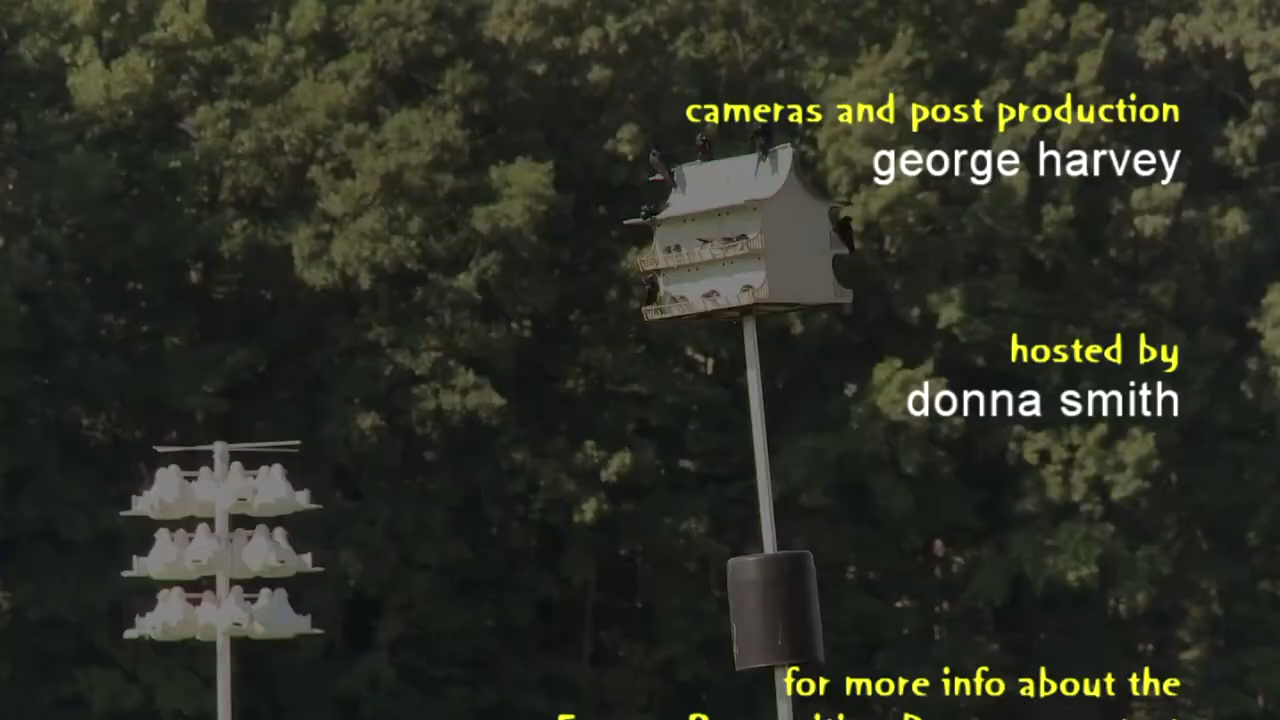 cameras and post production
george harvey
hosted by
donna smith
for more info about the